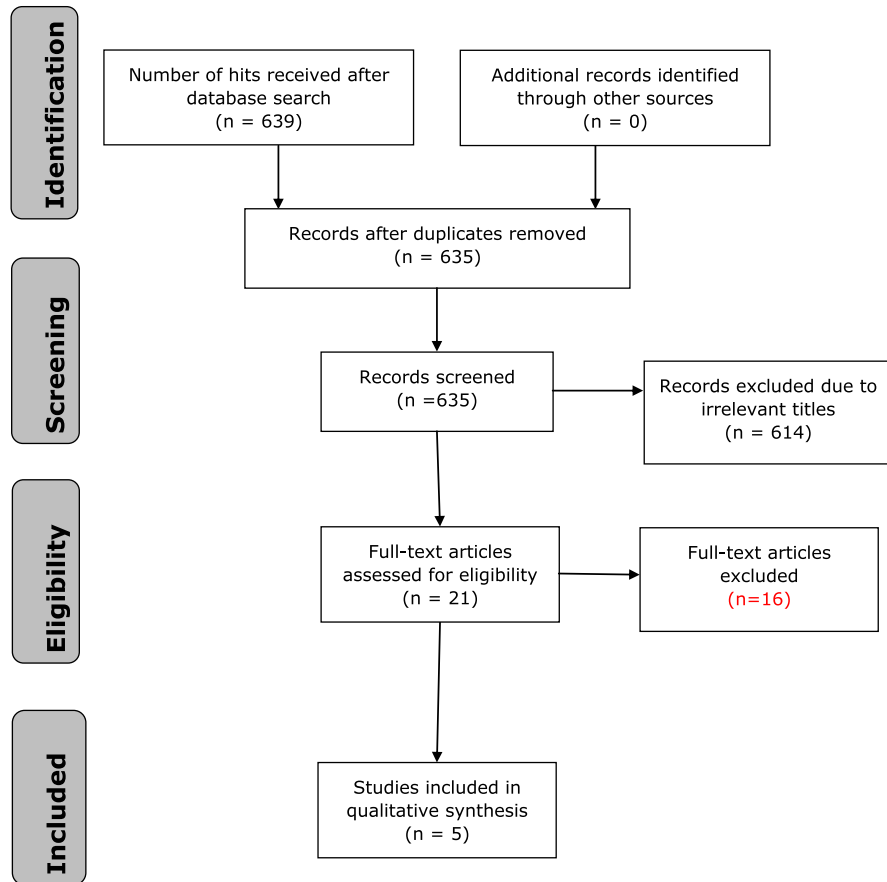 Identification
Number of hits received after
database search
(n = 639)
Additional records identified
through other sources
(n = 0)
Records after duplicates removed
(n = 635)
Screening
Records screened
(n =635)
Records excluded due to
irrelevant titles
(n = 614)
Eligibility
Full-text articles
assessed for eligibility
(n = 21)
Full-text articles
excluded
(n=16)
Included
Studies included in
qualitative synthesis
(n = 5)